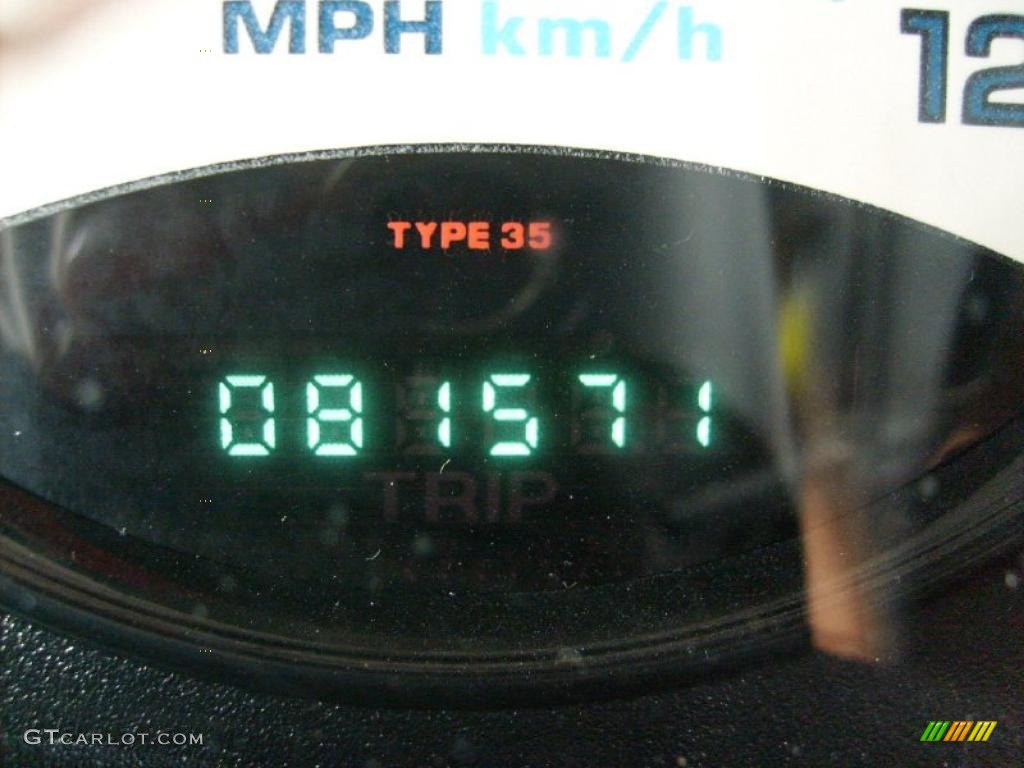 MPH km/h
12
TYPE 35
081571
TRIP
GTCARLOT.COM